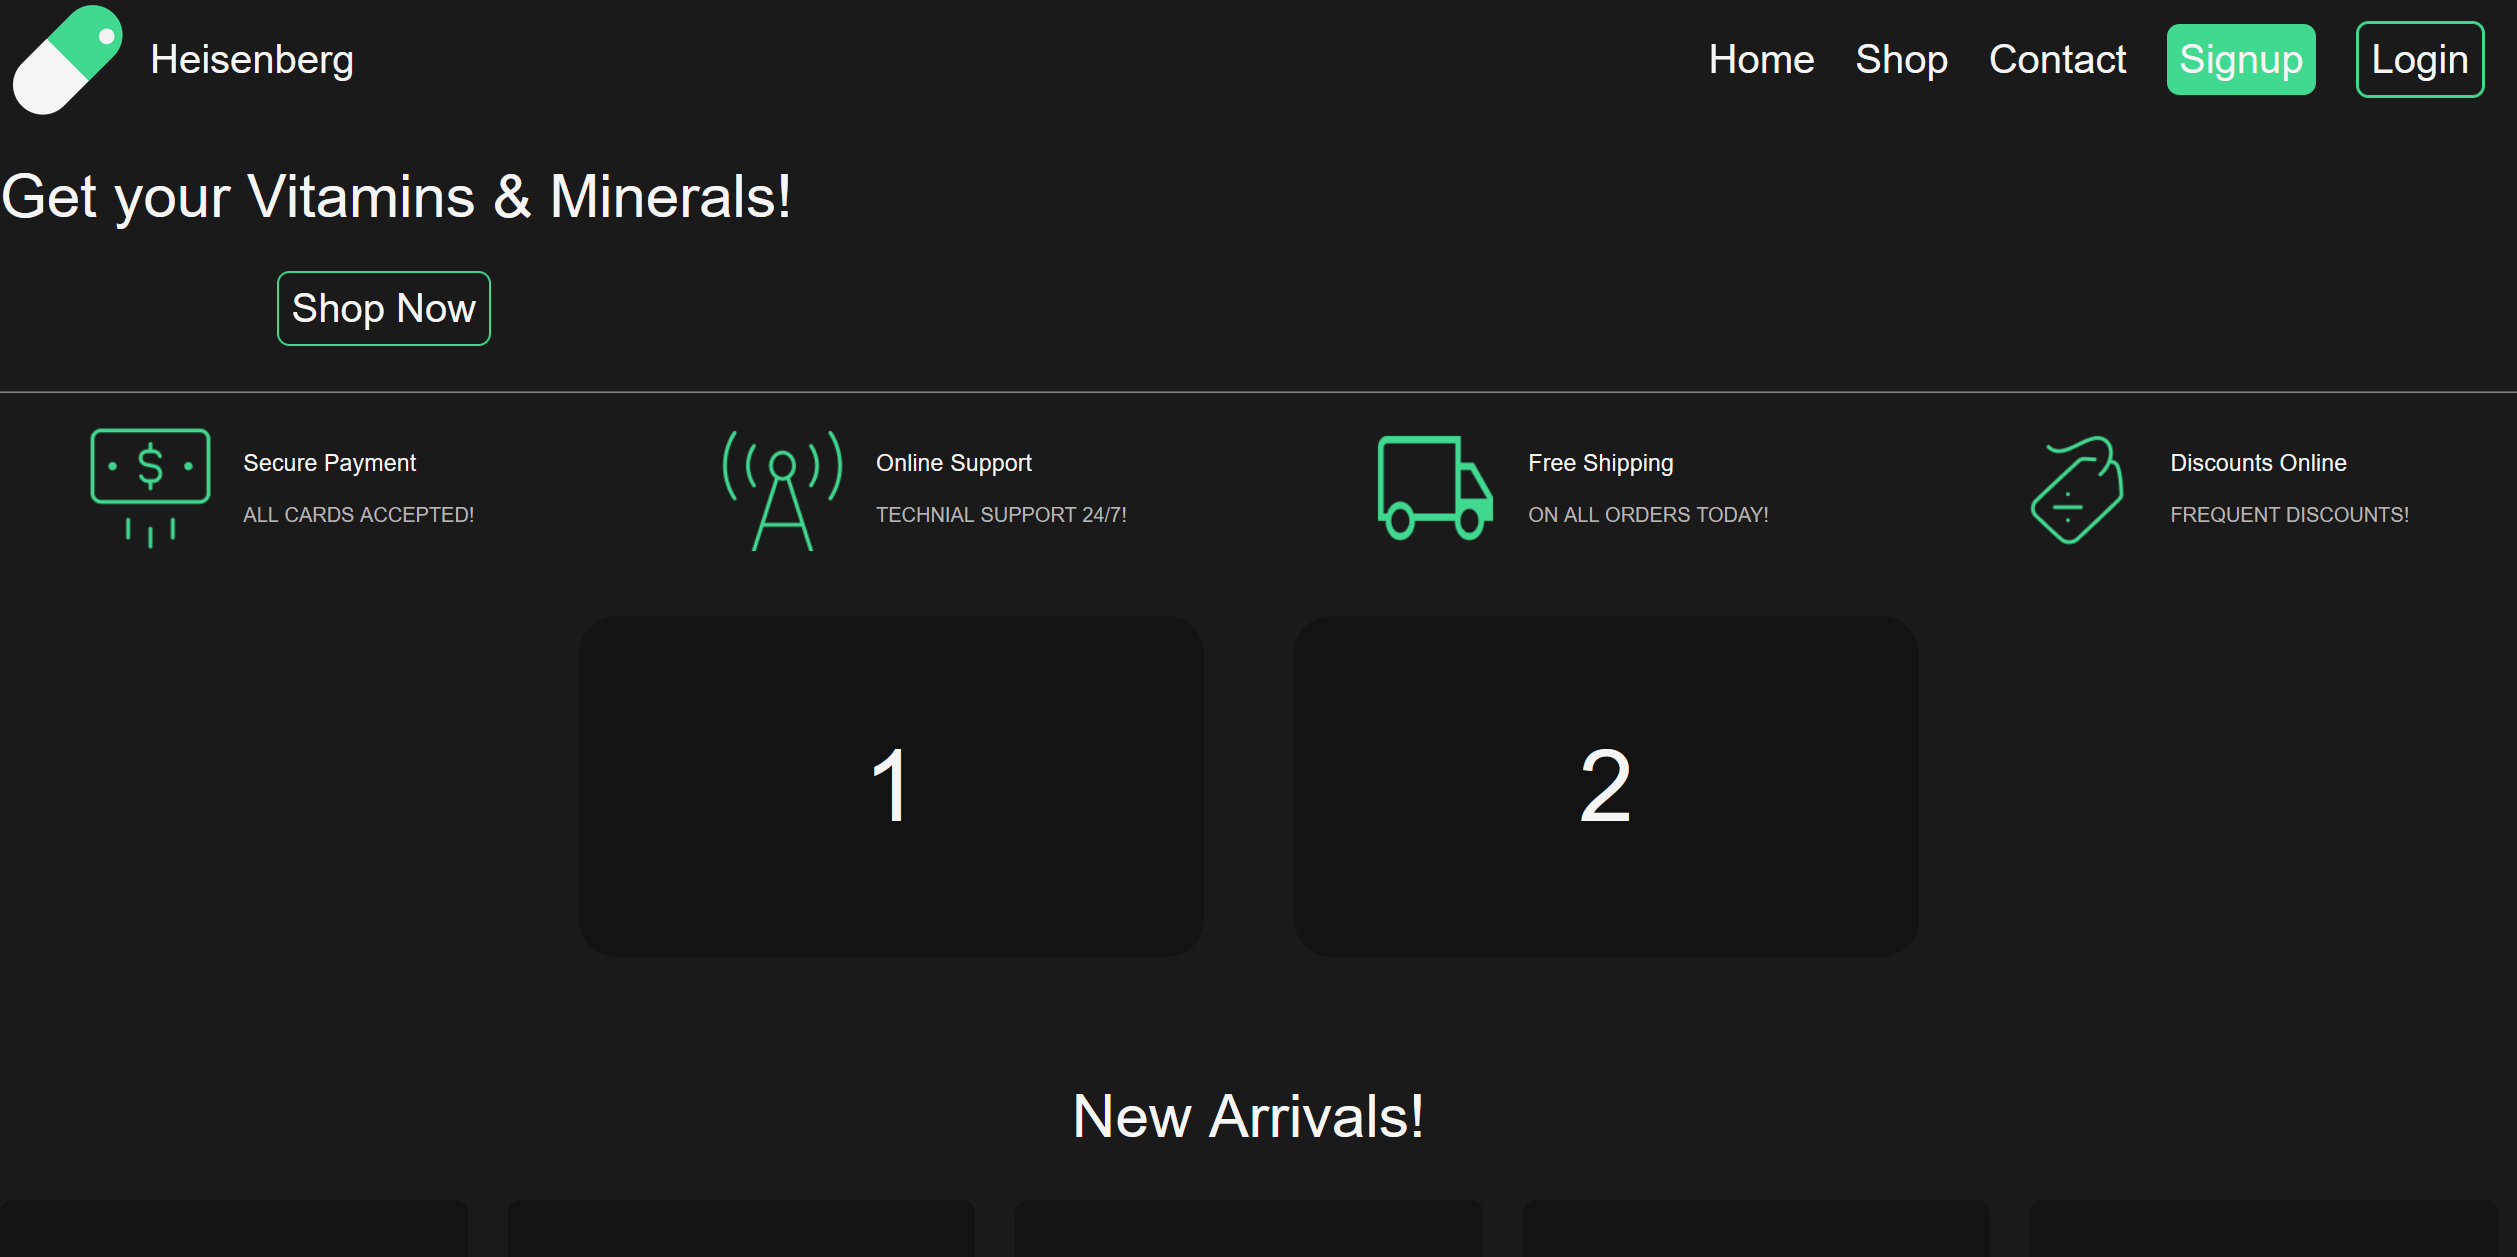 Heisenberg
Home Shop Contact Signup Login
Get your Vitamins & Minerals!
Shop Now
$
Secure Payment
ALL CARDS ACCEPTED!
Online Support
TECHNIAL SUPPORT 24/7!
Free Shipping
ON ALL ORDERS TODAY!
Discounts Online
FREQUENT DISCOUNTS!
1
2
New Arrivals!